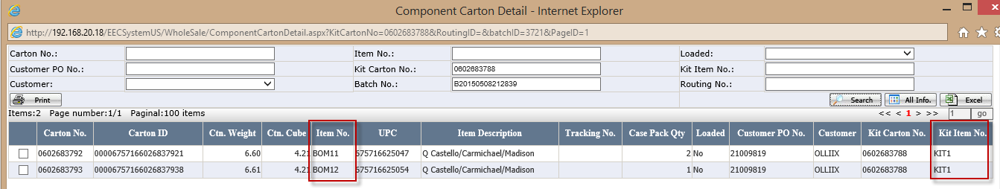 Component Carton Detail - Internet Explorer
http://192.168.20.18/EECSystemUS/WholeSale/ComponentCartonDetail.aspx?KitCartonNo=0602683788&RoutingID=&batchID=3721&PageID=1
Carton No.: Item No.: Loaded:
Customer PO No.: Kit Carton No.: 0602683788 Kit Item No.:
Customer: Batch No.: B20150508212839 Routing No.:
Print Search All Info. Excel
Items:2 Page number:1/1 Paginal:100 items << < 1 > >> 1 go
Carton No. Carton ID Ctn. Weight Ctn. Cube Item No. UPC Item Description Tracking No. Case Pack Qty Loaded Customer PO No. Customer Kit Carton No. Kit Item No.
0602683792 00006757166026837921 6.60 4.21 BOM11 675716625047 Q Castello/Carmichael/Madison 2 No 21009819 OLLIIX 0602683788 KIT1
0602683793 00006757166026837938 6.61 4.21 BOM12 675716625054 Q Castello/Carmichael/Madison 1 No 21009819 OLLIIX 0602683788 KIT1